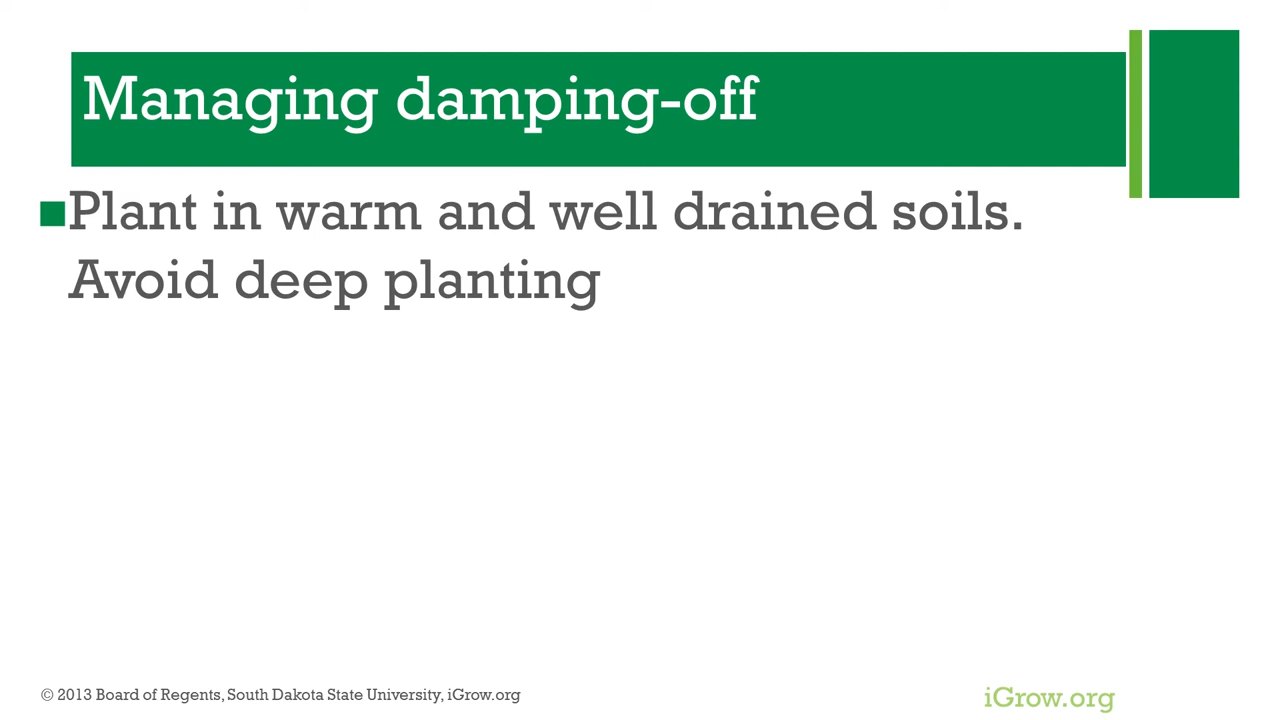 Managing damping-off
Plant in warm and well drained soils.
Avoid deep planting
© 2013 Board of Regents, South Dakota State University, iGrow.org
iGrow.org